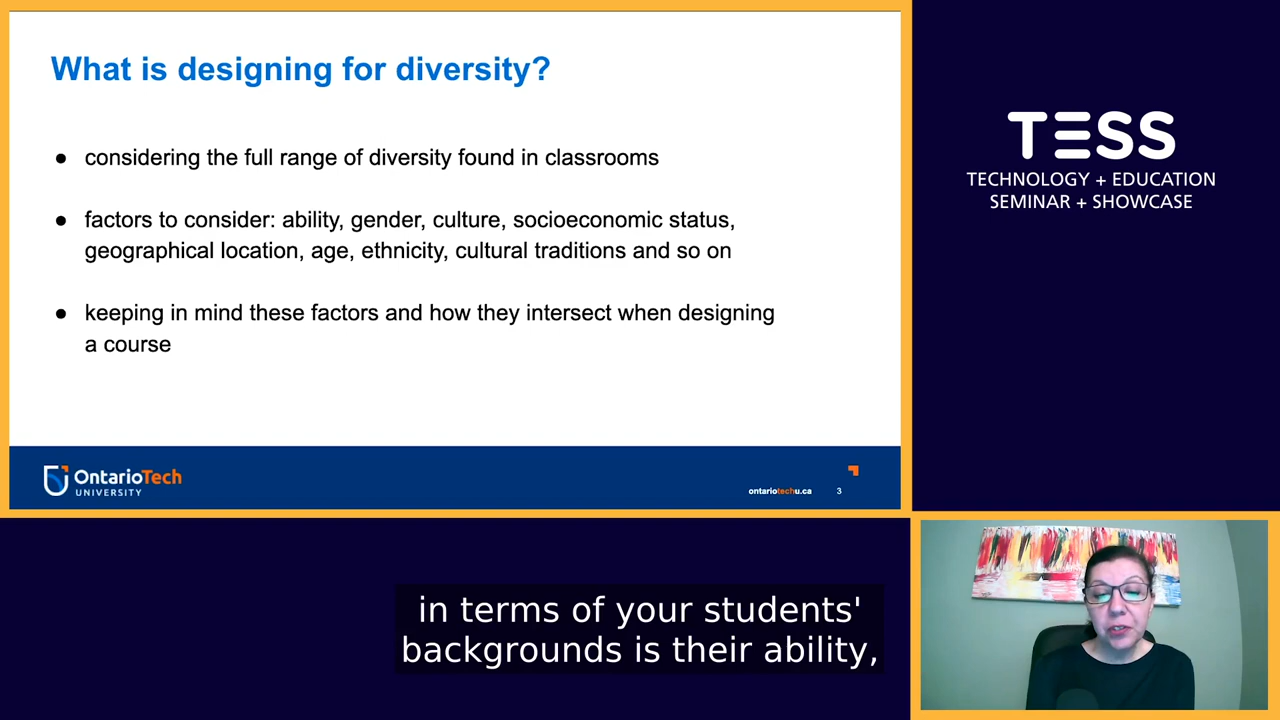 What is designing for diversity?
● considering the full range of diversity found in classrooms
● factors to consider: ability, gender, culture, socioeconomic status,
geographical location, age, ethnicity, cultural traditions and so on
● keeping in mind these factors and how they intersect when designing
a course
OntarioTech
UNIVERSITY
ontariotechu.ca
3
TESS
TECHNOLOGY + EDUCATION
SEMINAR + SHOWCASE
in terms of your students'
backgrounds is their ability,